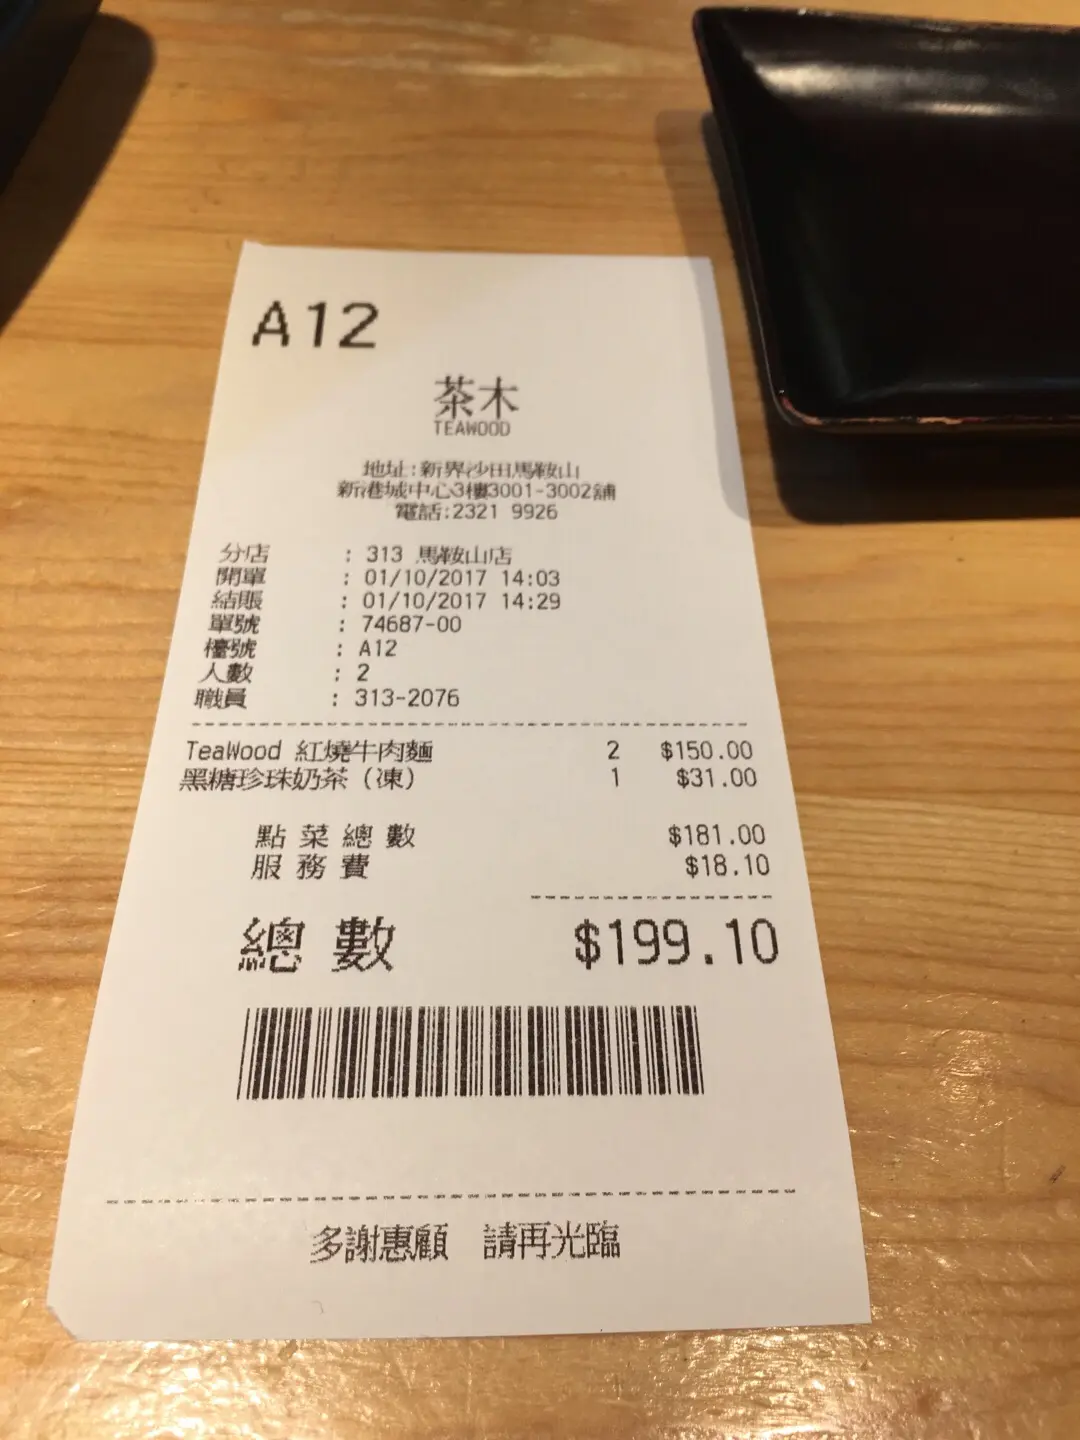 A12
茶木
TEAWOOD
地址:新界沙田馬鞍山
新港城中心3樓3001-3002舖
電話:2321 9926
分店 : 313 馬鞍山店
開單 : 01/10/2017 14:03
結賬 : 01/10/2017 14:29
單號 : 74687-00
檯號 : A12
人數 : 2
職員 : 313-2076
TeaWood 紅燒牛肉麵 2 $150.00
黑糖珍珠奶茶 (凍) 1 $31.00
點菜總數 $181.00
服務費 $18.10
總數 $199.10
多謝惠顧 請再光臨